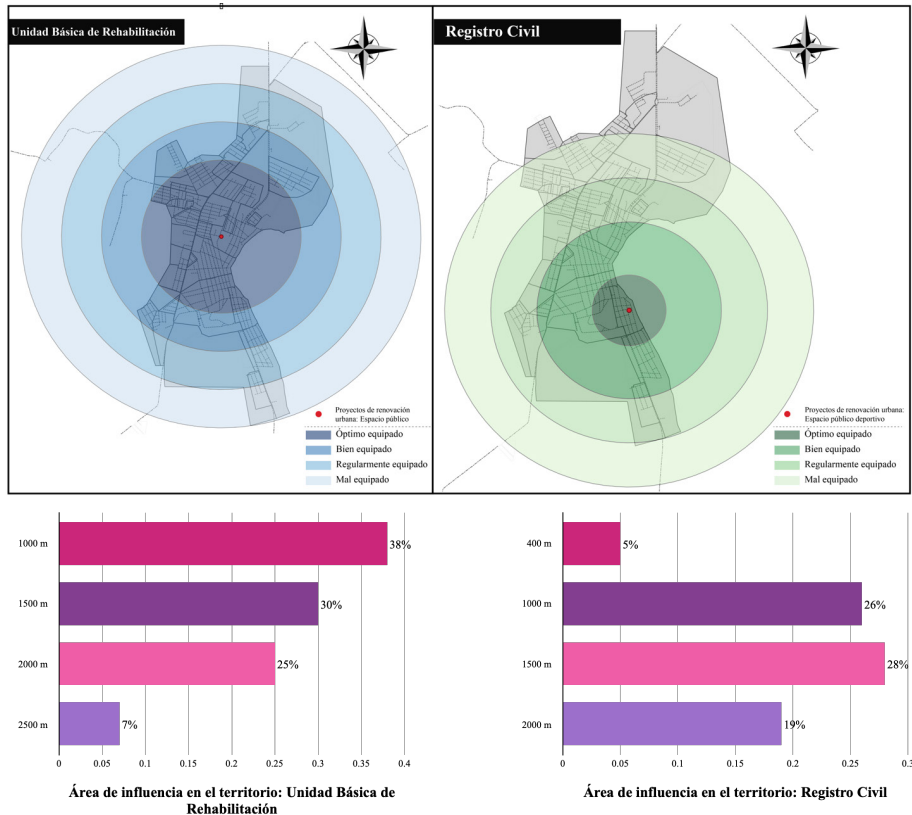 Unidad Básica de Rehabilitación
Proyectos de renovación
urbana: Espacio público
Óptimo equipado
Bien equipado
Regularmente equipado
Mal equipado
Registro Civil
Proyectos de renovación
urbana: Espacio público deportivo
Óptimo equipado
Bien equipado
Regularmente equipado
Mal equipado
1000 m
38%
1500 m
30%
2000 m
25%
2500 m
7%
0 0.05 0.1 0.15 0.2 0.25 0.3 0.35 0.4
Área de influencia en el territorio: Unidad Básica de
Rehabilitación
400 m
5%
1000 m
26%
1500 m
28%
2000 m
19%
0 0.05 0.1 0.15 0.2 0.25 0.3
Área de influencia en el territorio: Registro Civil